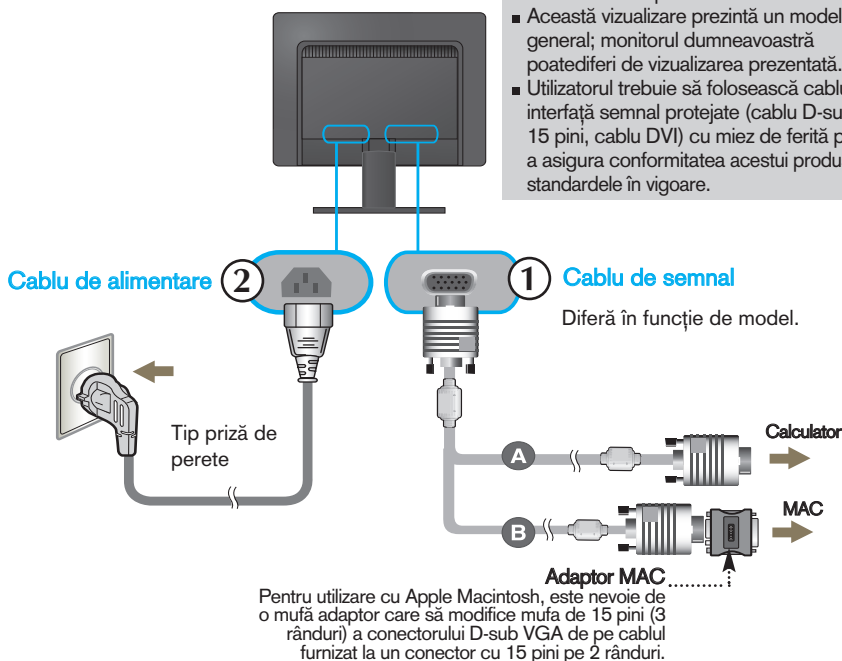 Această vizualizare prezintă un model
general; monitorul dumneavoastră
poatediferi de vizualizarea prezentată.
Utilizatorul trebuie să folosească
interfață semnal protejate (cablu
15 pini, cablu DVI) cu miez de ferită
a asigura conformitatea acestui
standardele în vigoare.
Cablu de alimentare 2
1 Cablu de semnal
Diferă în funcție de model.
Tip priză de
perete
A
Calculator
B
MAC
Adaptor MAC
Pentru utilizare cu Apple Macintosh, este nevoie de
o mufă adaptor care să modifice mufa de 15 pini (3
rânduri) a conectorului D-sub VGA de pe cablul
furnizat la un conector cu 15 pini pe 2 rânduri.